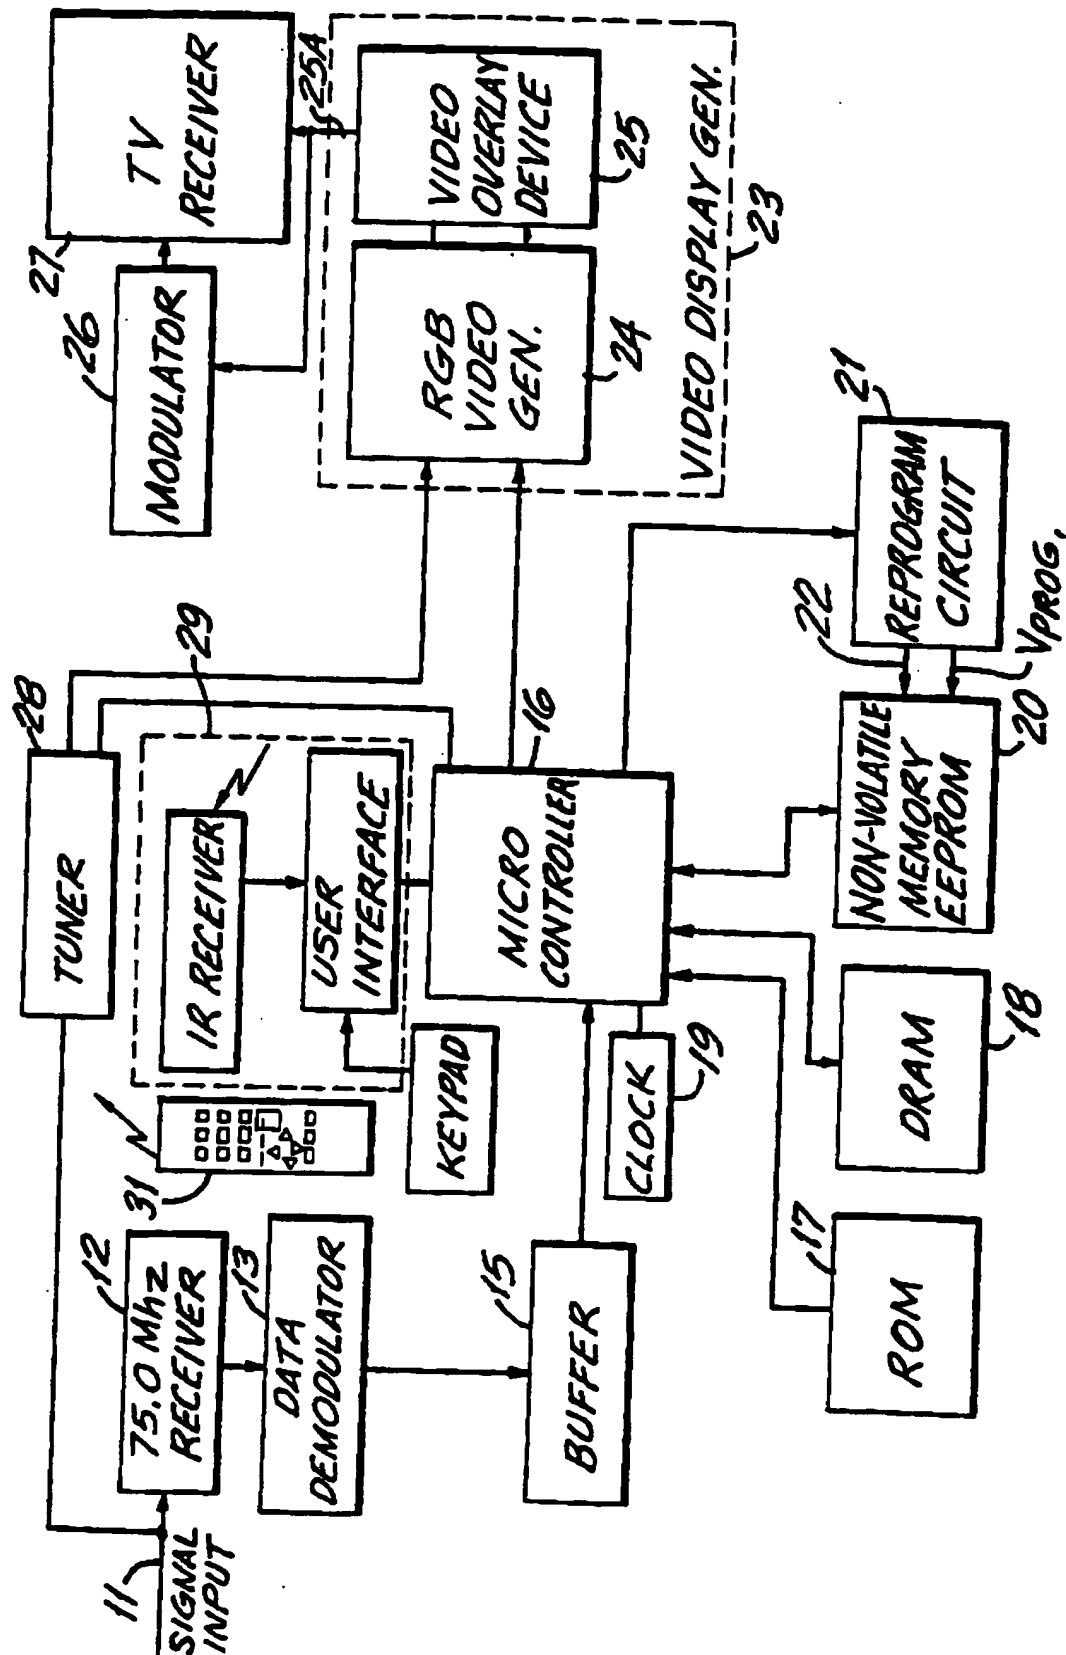 11
SIGNAL
INPUT
12
75.0 Mhz
RECEIVER
13
DATA
DEMODULATOR
15
BUFFER
17
ROM
31
28
TUNER
29
IR RECEIVER
USER
INTERFACE
KEYPAD
16
MICRO
CONTROLLER
CLOCK
19
DRAM
18
NON-VOLATILE
MEMORY
EEPROM
20
22
VPROG.
21
REPROGRAM
CIRCUIT
26
MODULATOR
27
TV
RECEIVER
25A
RGB
VIDEO
GEN.
24
VIDEO
OVERLAY
DEVICE
25
VIDEO DISPLAY GEN.
23